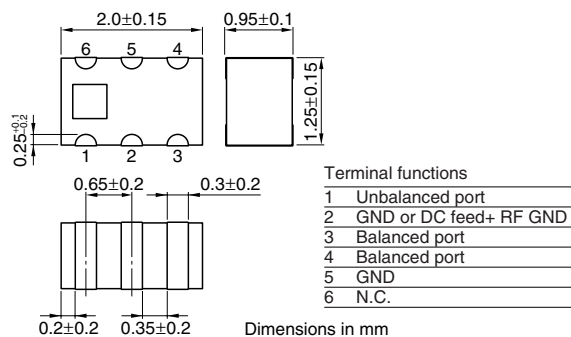 2.0±0.15
0.95±0.1
6 5 4
1.25±0.15
0.25+0.1-0.2
1 2 3
0.65±0.2
0.3±0.2
0.2±0.2
0.35±0.2
Terminal functions
1 Unbalanced port
2 GND or DC feed+ RF GND
3 Balanced port
4 Balanced port
5 GND
6 N.C.
Dimensions in mm